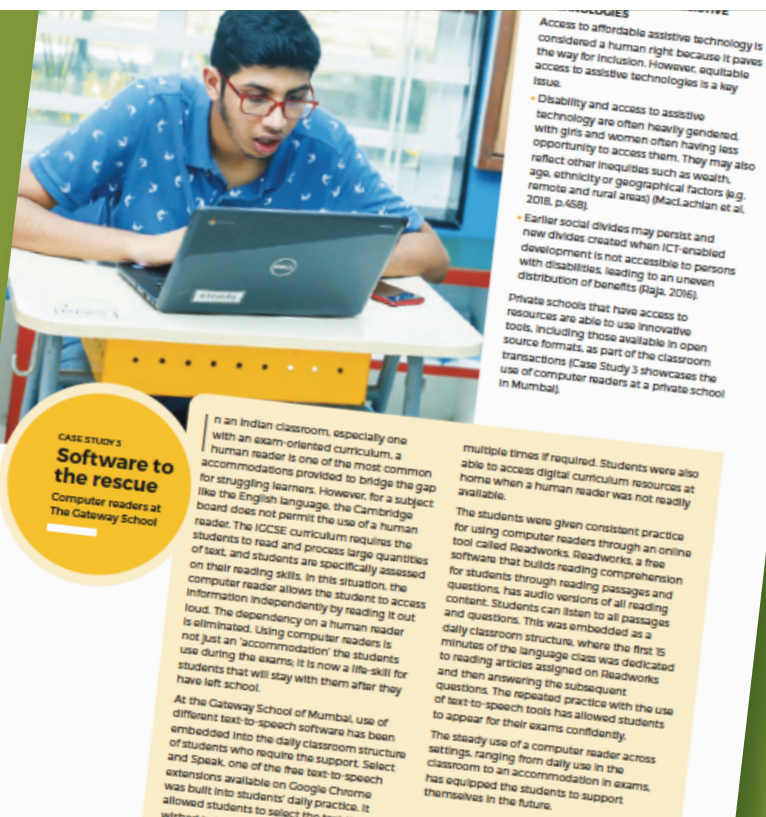 NOLOGIES
Access to affordable assistive technology is
considered a human right because it paves
the way for inclusion. However, equitable
access to assistive technologies is a key
issue.
• Disability and access to assistive
technology are often heavily gendered,
with girls and women often having less
opportunity to access them. They may also
reflect other inequities such as wealth,
age, ethnicity or geographical factors (e.g.
remote and rural areas) (MacLachlan et al,
2018, p.458).
• Earlier social divides may persist and
new divides created when ICT-enabled
development is not accessible to persons
with disabilities, leading to an uneven
distribution of benefits (Raja, 2016).
Private schools that have access to
resources are able to use innovative
tools, including those available in open
source formats, as part of the classroom
transactions (Case Study 3 showcases the
use of computer readers at a private school
in Mumbai).
DELL
CASE STUDY 3
Software to
the rescue
Computer readers at
The Gateway School
In an Indian classroom, especially one
with an exam-oriented curriculum, a
human reader is one of the most common
accommodations provided to bridge the gap
for struggling learners. However, for a subject
like the English language, the Cambridge
board does not permit the use of a human
reader. The IGCSE curriculum requires the
students to read and process large quantities
of text, and students are specifically assessed
on their reading skills. In this situation, the
computer reader allows the student to access
information independently by reading it out
loud. The dependency on a human reader
is eliminated. Using computer readers is
not just an 'accommodation' the students
use during the exams; it is now a life-skill for
students that will stay with them after they
have left school.
At the Gateway School of Mumbai, use of
different text-to-speech software has been
embedded into the daily classroom structure
of students who require the support. Select
and Speak, one of the free text-to-speech
extensions available on Google Chrome
was built into students' daily practice. It
allowed students to select the text
multiple times if required. Students were also
able to access digital curriculum resources at
home when a human reader was not readily
available.
The students were given consistent practice
for using computer readers through an online
tool called Readworks. Readworks, a free
software that builds reading comprehension
for students through reading passages and
questions, has audio versions of all reading
content. Students can listen to all passages
and questions. This was embedded as a
daily classroom structure, where the first 15
minutes of the language class was dedicated
to reading articles assigned on Readworks
and then answering the subsequent
questions. The repeated practice with the use
of text-to-speech tools has allowed students
to appear for their exams confidently.
The steady use of a computer reader across
settings, ranging from daily use in the
classroom to an accommodation in exams,
has equipped the students to support
themselves in the future.